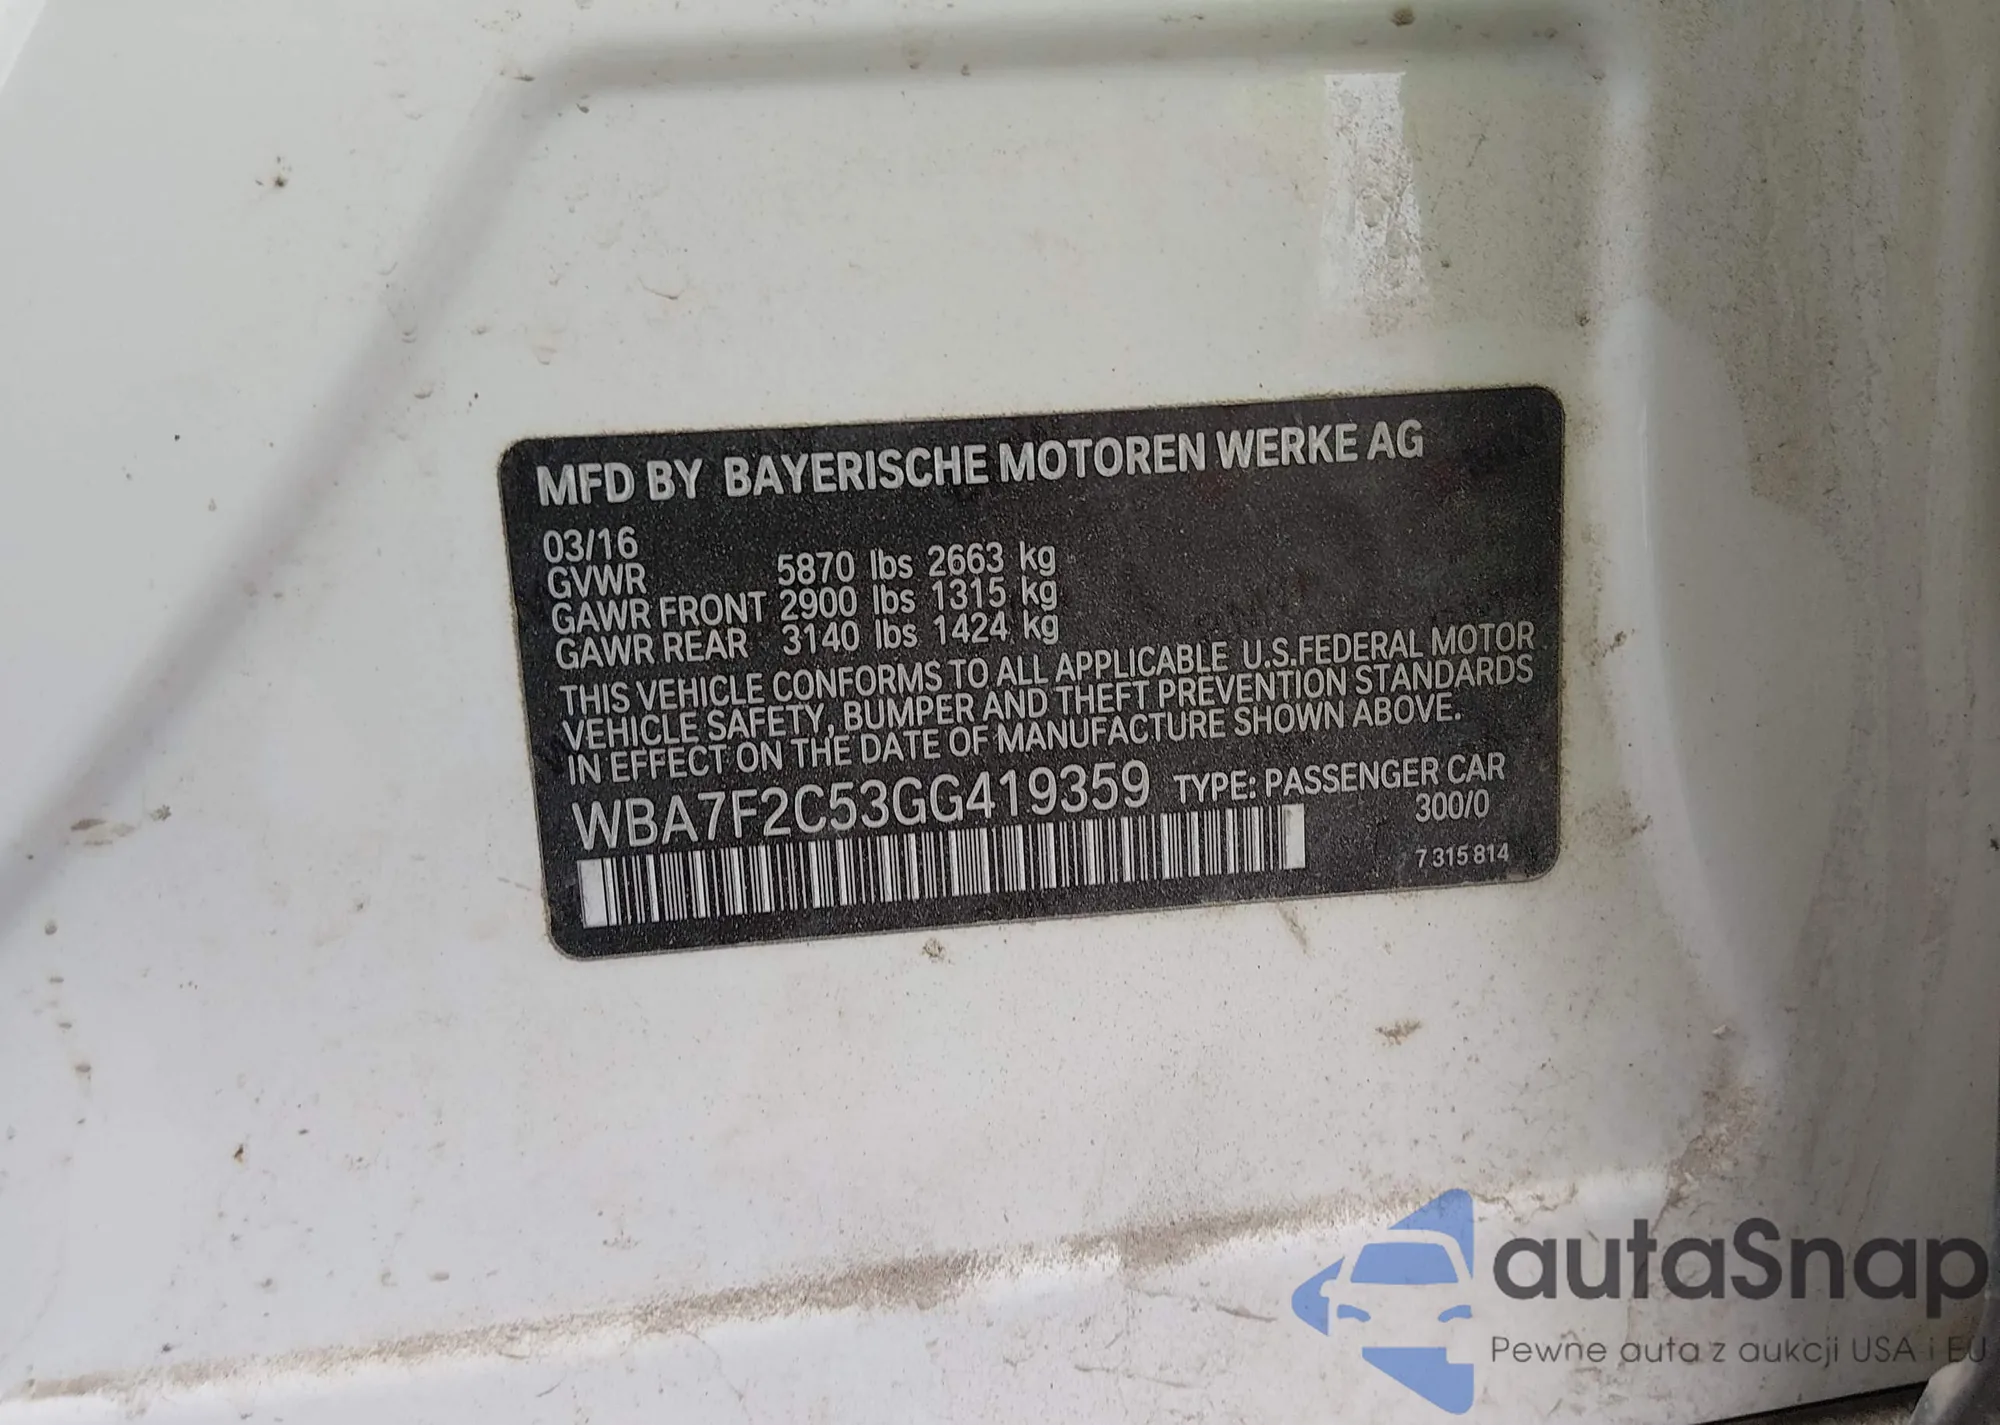 MFD BY BAYERISCHE MOTOREN WERKE AG
03/16
GVWR 5870 lbs 2663 kg
GAWR FRONT 2900 lbs 1315 kg
GAWR REAR 3140 lbs 1424 kg
THIS VEHICLE CONFORMS TO ALL APPLICABLE U.S.FEDERAL MOTOR
VEHICLE SAFETY, BUMPER AND THEFT PREVENTION STANDARDS
IN EFFECT ON THE DATE OF MANUFACTURE SHOWN ABOVE.
WBA7F2C53GG419359 TYPE: PASSENGER CAR
300/0
7 315 814
autaSnap
Pewne auta z aukcji USA i EU